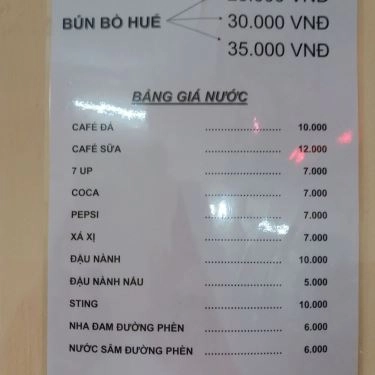 VNĐ
BÚN BÒ HUẾ 30.000 VNĐ
35.000 VNĐ
BẢNG GIÁ NƯỚC
CAFÉ ĐÁ ........................ 10.000
CAFÉ SỮA ........................ 12.000
7 UP ........................ 7.000
COCA ........................ 7.000
PEPSI ........................ 7.000
XÁ XỊ ........................ 7.000
ĐẬU NÀNH ........................ 10.000
ĐẬU NÀNH NẤU ........................ 5.000
STING ........................ 10.000
NHA ĐAM ĐƯỜNG PHÈN ........................ 6.000
NƯỚC SÂM ĐƯỜNG PHÈN ........................ 6.000